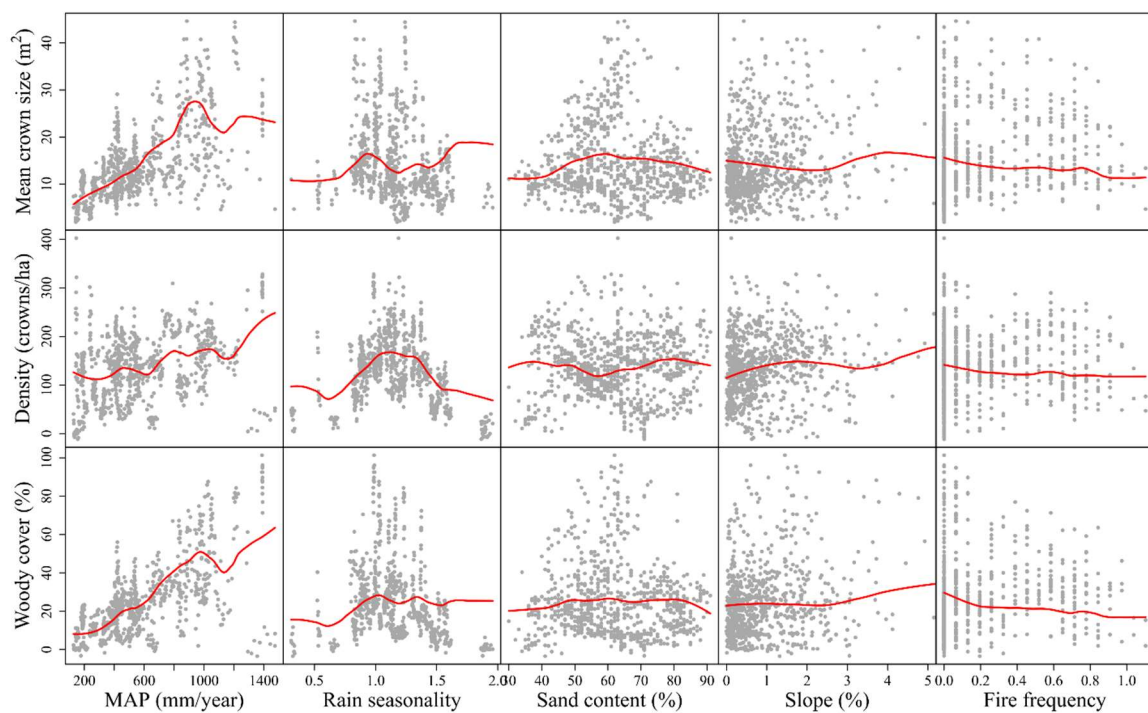 Mean crown size (m²)
40
30
20
10
Density (crowns/ha)
400
300
200
100
0
Woody cover (%)
100
80
60
40
20
0
200 600 1000 1400
MAP (mm/year)
0.5 1.0 1.5 2.0
Rain seasonality
30 40 50 60 70 80 90
Sand content (%)
0 1 2 3 4 5
Slope (%)
0.0 0.2 0.4 0.6 0.8 1.0
Fire frequency